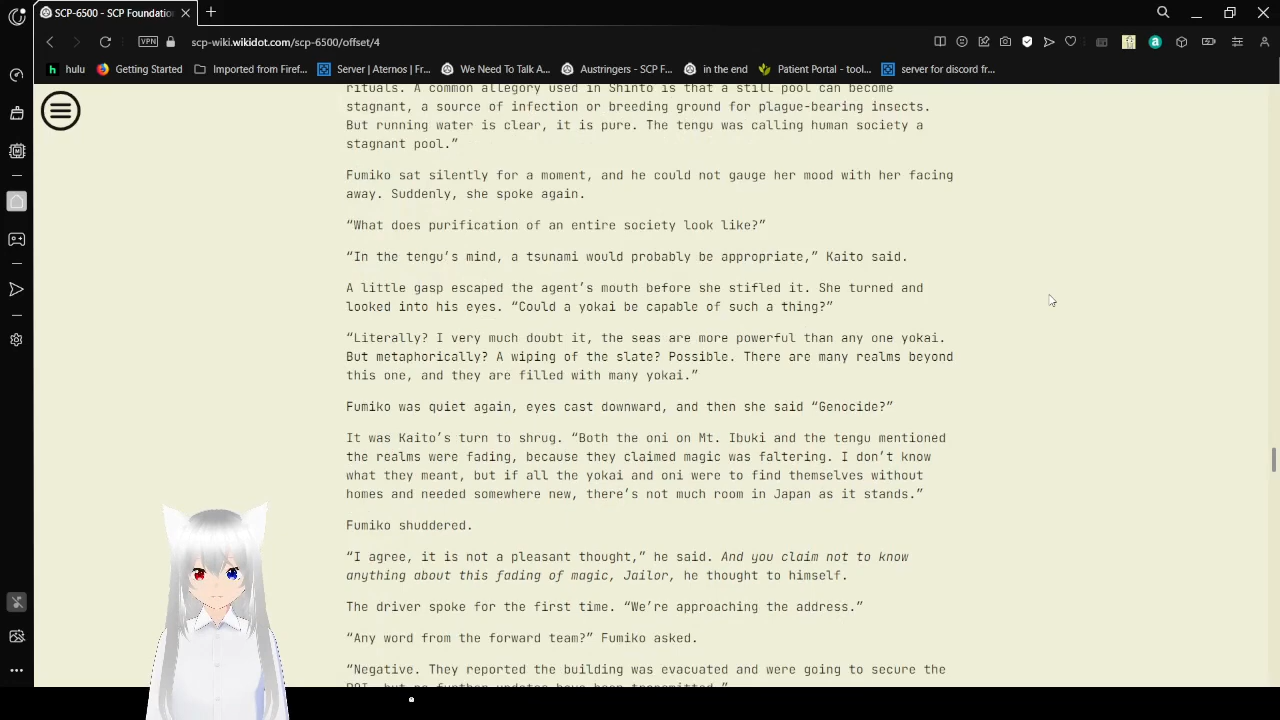 SCP-6500 - SCP Foundatio
scp-wiki.wikidot.com/scp-6500/offset/4
VPN
hulu
Getting Started
Imported from Firef...
Server | Aternos | Fr...
We Need To Talk A...
Austringers - SCP F...
in the end
Patient Portal - tool...
server for discord fr...
rituals. A common allegory used in Shinto is that a still pool can become
stagnant, a source of infection or breeding ground for plague-bearing insects.
But running water is clear, it is pure. The tengu was calling human society a
stagnant pool.”
Fumiko sat silently for a moment, and he could not gauge her mood with her facing
away. Suddenly, she spoke again.
“What does purification of an entire society look like?”
“In the tengu’s mind, a tsunami would probably be appropriate,” Kaito said.
A little gasp escaped the agent’s mouth before she stifled it. She turned and
looked into his eyes. “Could a yokai be capable of such a thing?”
“Literally? I very much doubt it, the seas are more powerful than any one yokai.
But metaphorically? A wiping of the slate? Possible. There are many realms beyond
this one, and they are filled with many yokai.”
Fumiko was quiet again, eyes cast downward, and then she said “Genocide?”
It was Kaito’s turn to shrug. “Both the oni on Mt. Ibuki and the tengu mentioned
the realms were fading, because they claimed magic was faltering. I don’t know
what they meant, but if all the yokai and oni were to find themselves without
homes and needed somewhere new, there’s not much room in Japan as it stands.”
Fumiko shuddered.
“I agree, it is not a pleasant thought,” he said. And you claim not to know
anything about this fading of magic, Jailor, he thought to himself.
The driver spoke for the first time. “We’re approaching the address.”
“Any word from the forward team?” Fumiko asked.
“Negative. They reported the building was evacuated and were going to secure the
POI, but no further updates have been transmitted.”